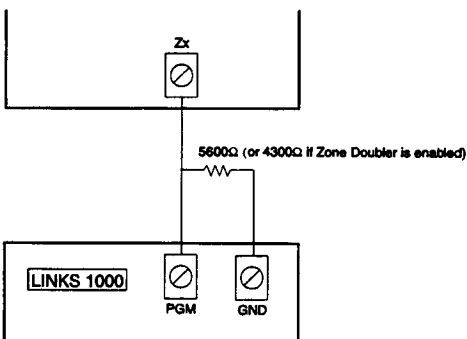 Zx
5600Ω (or 4300Ω if Zone Doubler is enabled)
LINKS 1000
PGM
GND